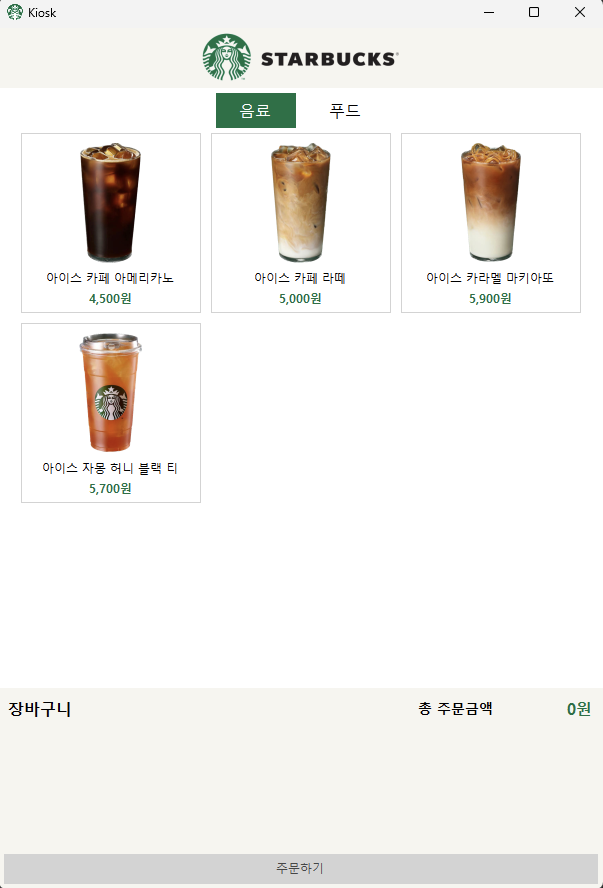 Kiosk
STARBUCKS
음료 푸드
아이스 카페 아메리카노
4,500원
아이스 카페 라떼
5,000원
아이스 카라멜 마키아또
5,900원
아이스 자몽 허니 블랙 티
5,700원
장바구니 총 주문금액 0원
주문하기